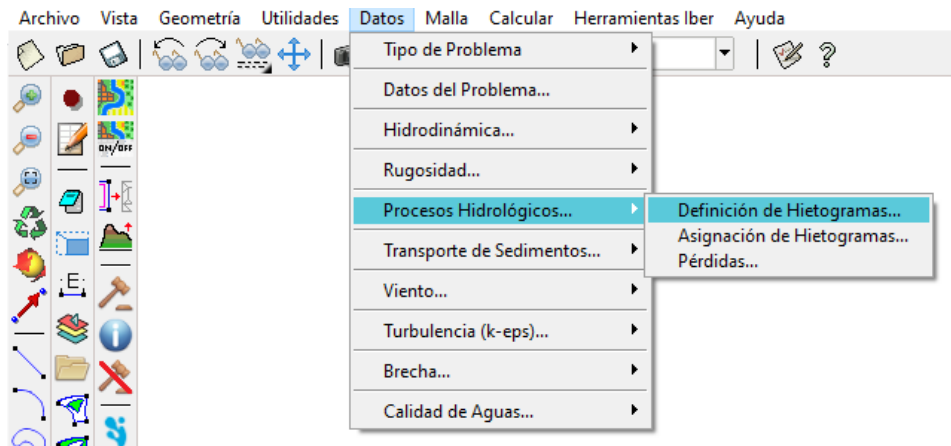 Archivo Vista Geometría Utilidades Datos Malla Calcular Herramientas Iber Ayuda
Tipo de Problema
Datos del Problema...
Hidrodinámica...
Rugosidad...
Procesos Hidrológicos...
Definición de Hietogramas...
Asignación de Hietogramas...
Pérdidas...
Transporte de Sedimentos...
Viento...
Turbulencia (k-eps)...
Brecha...
Calidad de Aguas...
ON/OFF
E